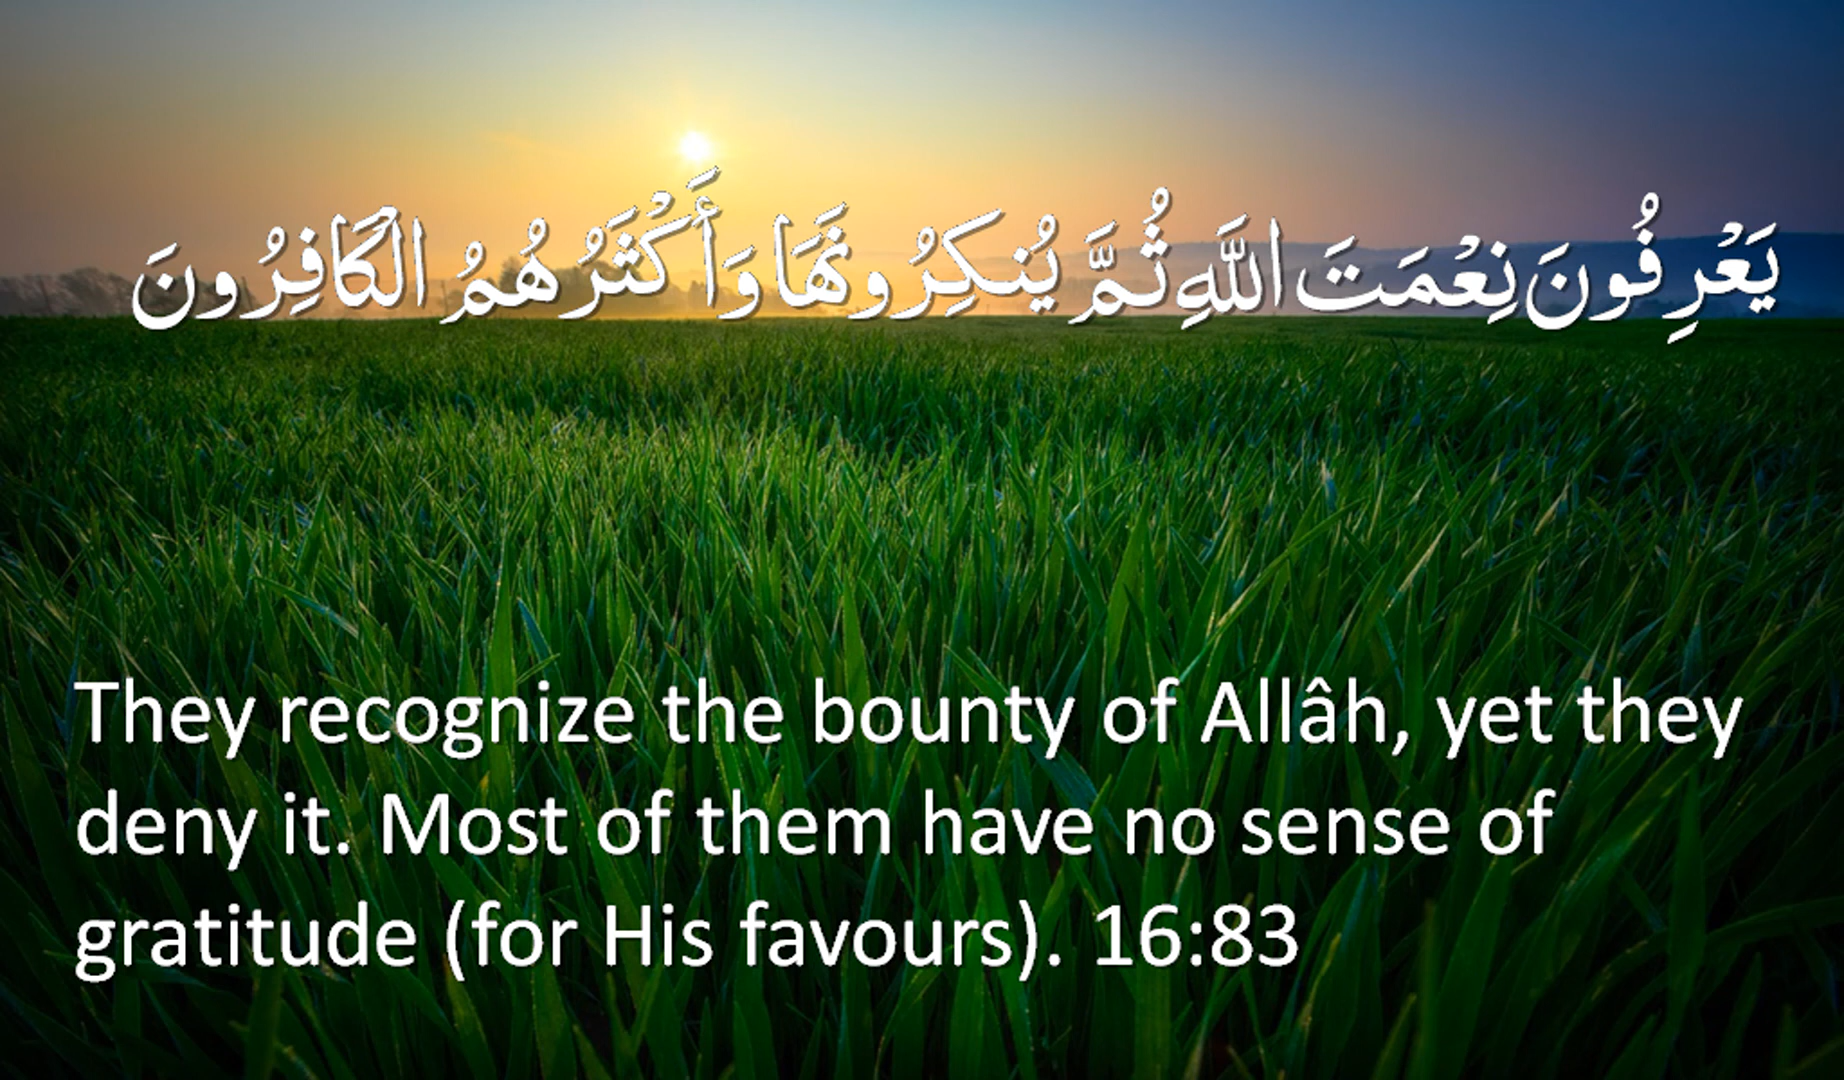 يَعْرِفُونَ نِعْمَتَ اللَّهِ ثُمَّ يُنكِرُونَهَا وَأَكْثَرُهُمُ الْكَافِرُونَ
They recognize the bounty of Allâh, yet they
deny it. Most of them have no sense of
gratitude (for His favours). 16:83